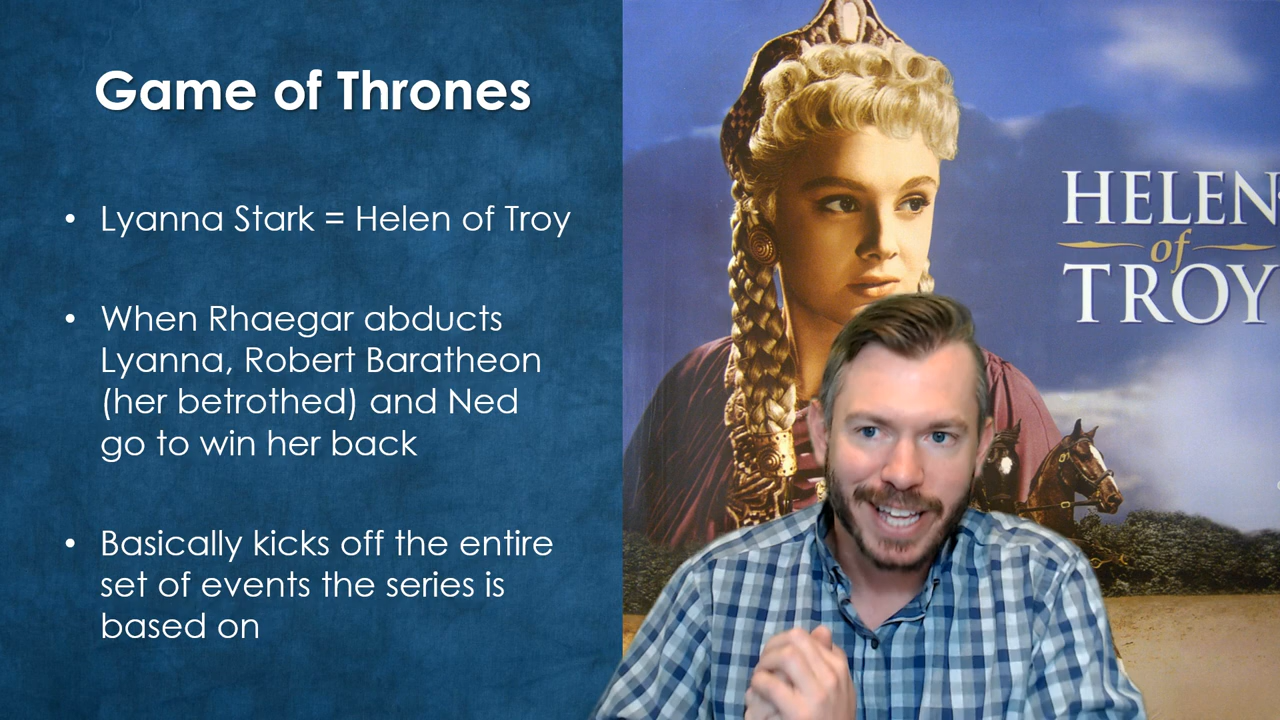 Game of Thrones
• Lyanna Stark = Helen of Troy
• When Rhaegar abducts
Lyanna, Robert Baratheon
(her betrothed) and Ned
go to win her back
• Basically kicks off the entire
set of events the series is
based on
HELEN
of
TROY